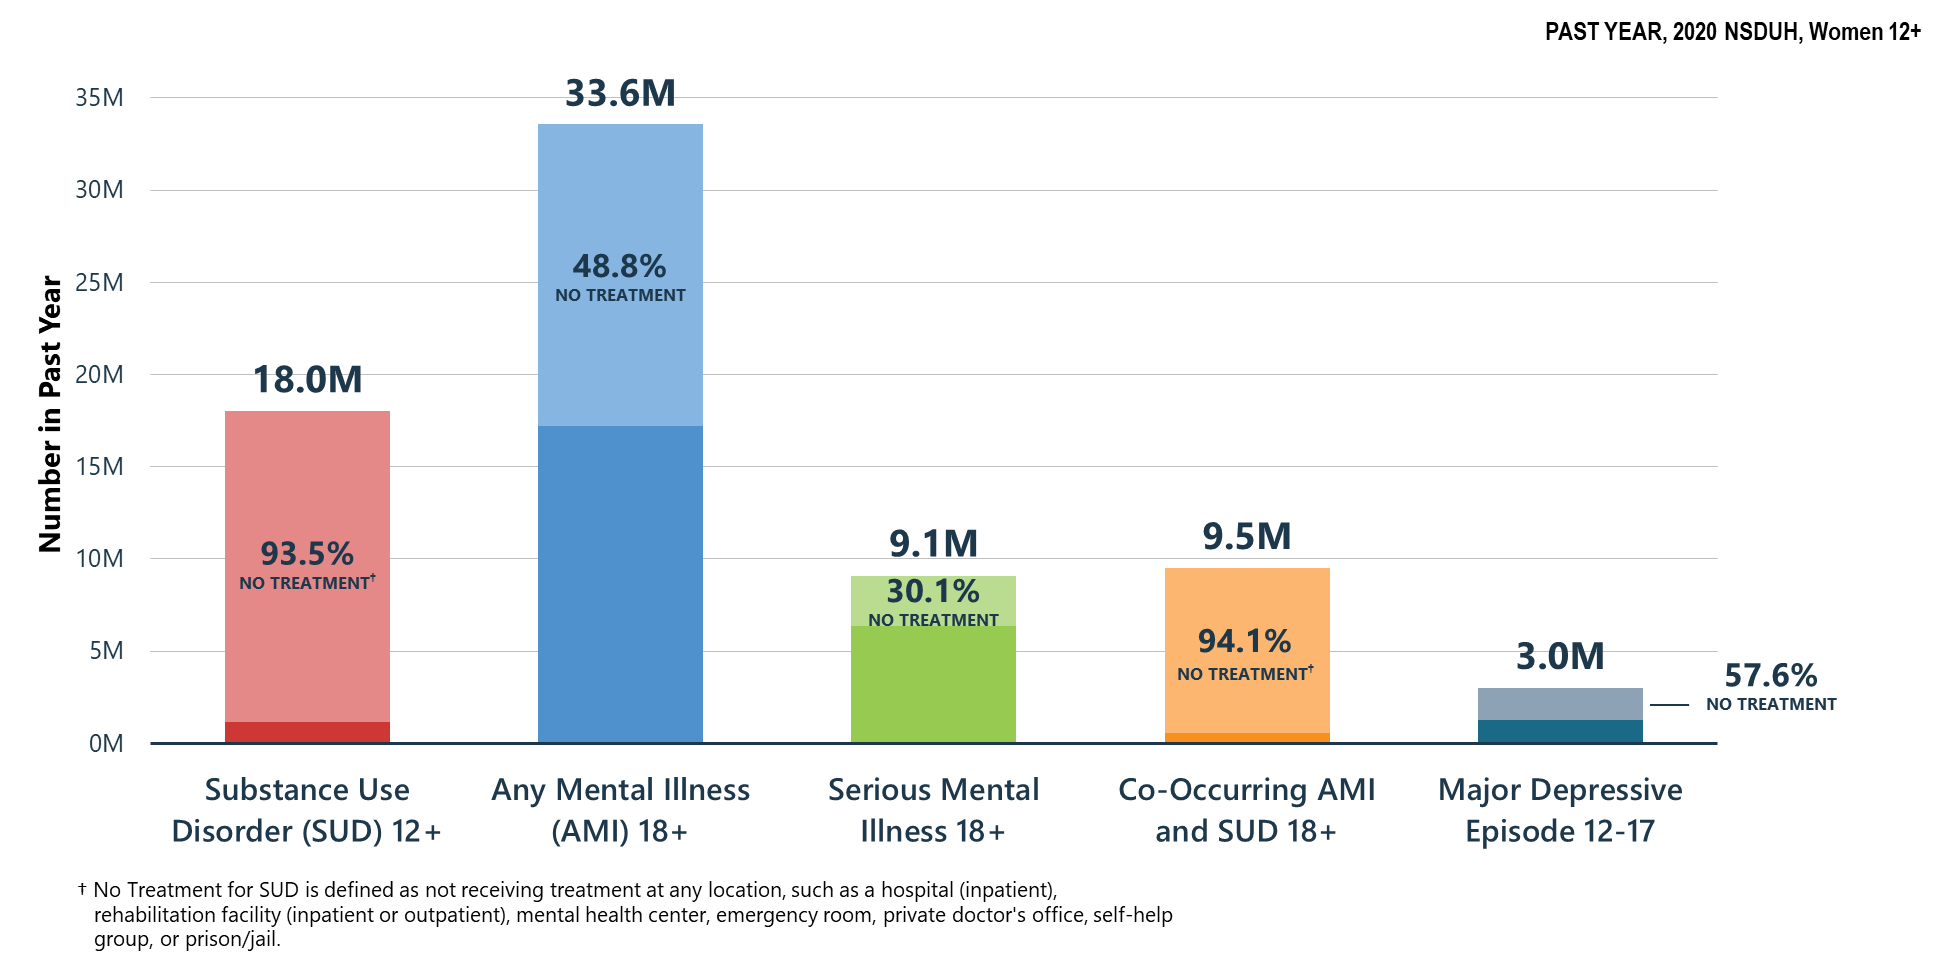 PAST YEAR, 2020 NSDUH, Women 12+
Number in Past Year
35M
30M
25M
20M
15M
10M
5M
0M
18.0M
93.5%
NO TREATMENT†
33.6M
48.8%
NO TREATMENT
9.1M
30.1%
NO TREATMENT
9.5M
94.1%
NO TREATMENT†
3.0M
57.6%
NO TREATMENT
Substance Use
Disorder (SUD) 12+
Any Mental Illness
(AMI) 18+
Serious Mental
Illness 18+
Co-Occurring AMI
and SUD 18+
Major Depressive
Episode 12-17
† No Treatment for SUD is defined as not receiving treatment at any location, such as a hospital (inpatient),
rehabilitation facility (inpatient or outpatient), mental health center, emergency room, private doctor's office, self-help
group, or prison/jail.